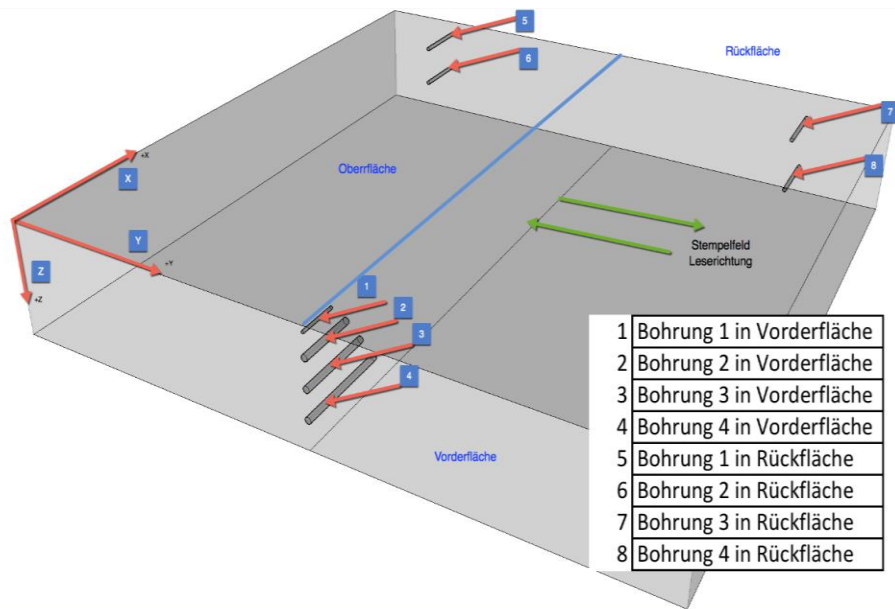 5
Rückfläche
6
7
+X
8
Oberrfläche
X
Y
Stempelfeld
Leserichtung
Z
+Y
1
+Z
2
3
4
Vorderfläche
1 Bohrung 1 in Vorderfläche
2 Bohrung 2 in Vorderfläche
3 Bohrung 3 in Vorderfläche
4 Bohrung 4 in Vorderfläche
5 Bohrung 1 in Rückfläche
6 Bohrung 2 in Rückfläche
7 Bohrung 3 in Rückfläche
8 Bohrung 4 in Rückfläche